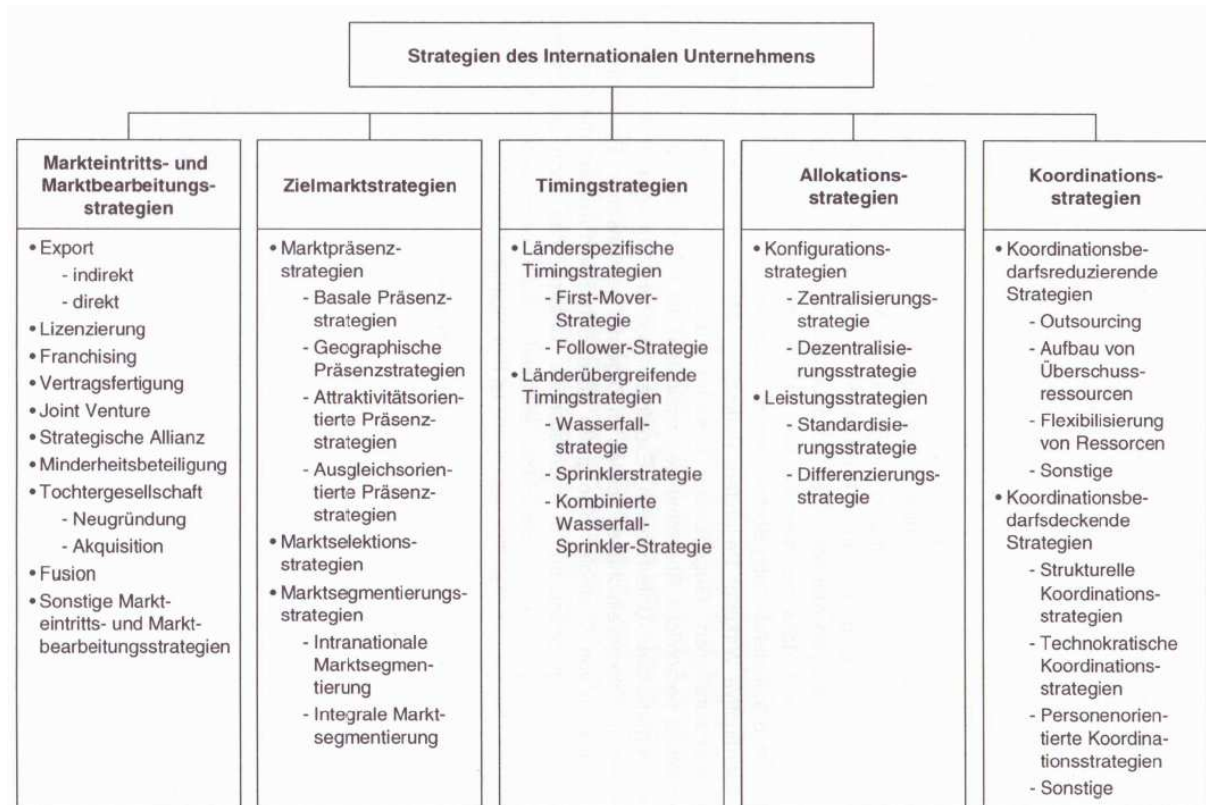 Strategien des Internationalen Unternehmens
Markteintritts- und
Marktbearbeitungs-
strategien
• Export
- indirekt
- direkt
• Lizenzierung
• Franchising
• Vertragsfertigung
• Joint Venture
• Strategische Allianz
• Minderheitsbeteiligung
• Tochtergesellschaft
- Neugründung
- Akquisition
• Fusion
• Sonstige Markt-
eintritts- und Markt-
bearbeitungsstrategien
Zielmarktstrategien
• Marktpräsenz-
strategien
- Basale Präsenz-
strategien
- Geographische
Präsenzstrategien
- Attraktivitätsorien-
tierte Präsenz-
strategien
- Ausgleichsorien-
tierte Präsenz-
strategien
• Marktselektions-
strategien
• Marktsegmentierungs-
strategien
- Intranationale
Marktsegmen-
tierung
- Integrale Markt-
segmentierung
Timingstrategien
• Länderspezifische
Timingstrategien
- First-Mover-
Strategie
- Follower-Strategie
• Länderübergreifende
Timingstrategien
- Wasserfall-
strategie
- Sprinklerstrategie
- Kombinierte
Wasserfall-
Sprinkler-Strategie
Allokations-
strategien
• Konfigurations-
strategien
- Zentralisierungs-
strategie
- Dezentralisie-
rungsstrategie
• Leistungsstrategien
- Standardisie-
rungsstrategie
- Differenzierungs-
strategie
Koordinations-
strategien
• Koordinationsbe-
darfsreduzierende
Strategien
- Outsourcing
- Aufbau von
Überschuss-
ressourcen
- Flexibilisierung
von Ressorcen
- Sonstige
• Koordinationsbe-
darfsdeckende
Strategien
- Strukturelle
Koordinations-
strategien
- Technokratische
Koordinations-
strategien
- Personenorien-
tierte Koordina-
tionsstrategien
- Sonstige